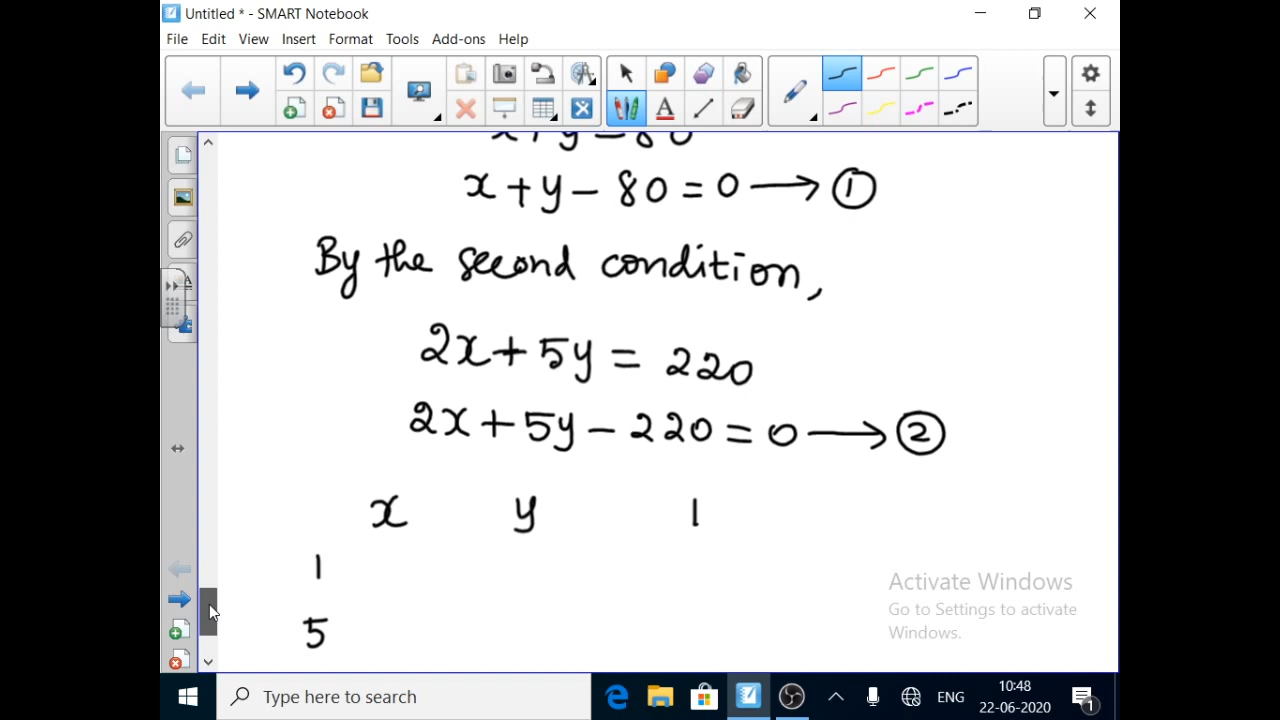 Untitled * - SMART Notebook
File Edit View Insert Format Tools Add-ons Help
x+y=80
x+y-80=0→①
By the second condition,
2x+5y=220
2x+5y-220=0→②
x y 1
1
5
Activate Windows
Go to Settings to activate
Windows.
Type here to search
ENG
10:48
22-06-2020
1